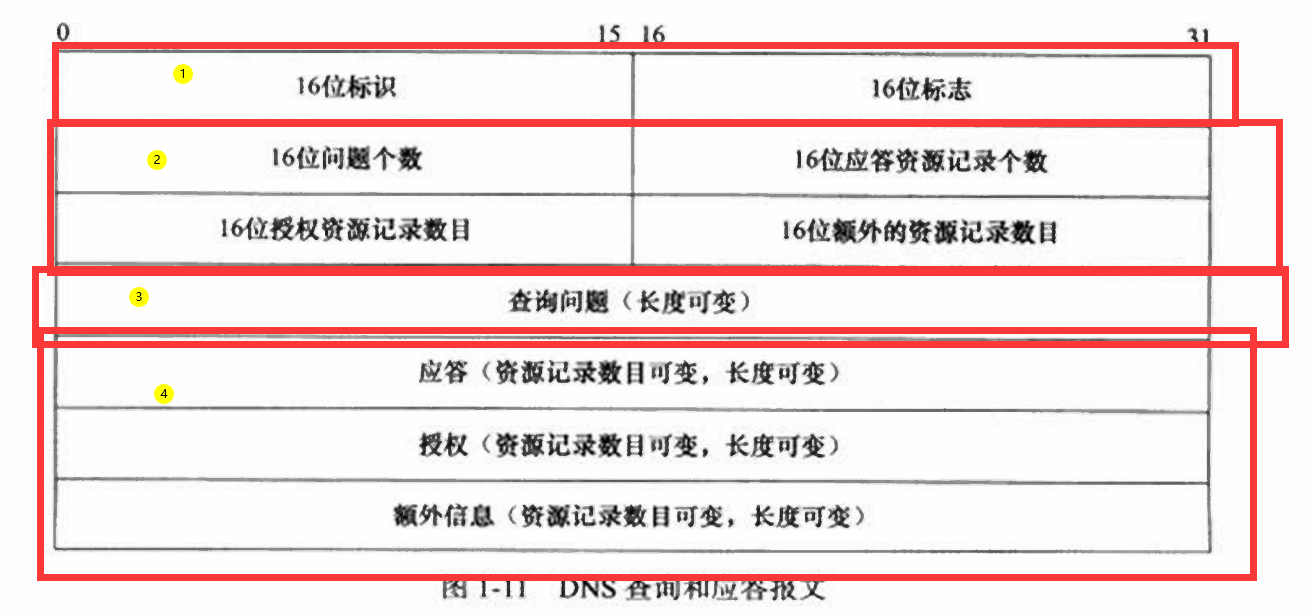 0 15 16 31
① 16位标识 16位标志
② 16位问题个数 16位应答资源记录个数
16位授权资源记录数目 16位额外的资源记录数目
③ 查询问题（长度可变）
应答（资源记录数目可变，长度可变）
④
授权（资源记录数目可变，长度可变）
额外信息（资源记录数目可变，长度可变）
图 1-11 DNS 查询和应答报文